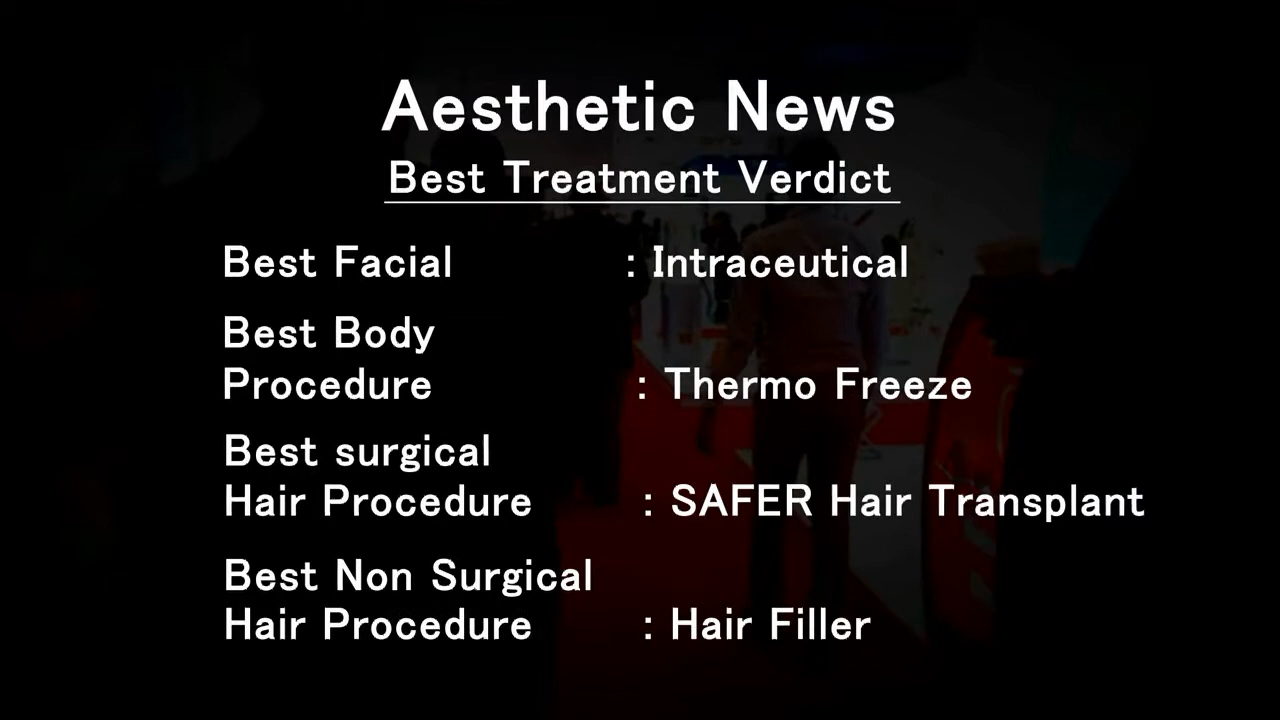 Aesthetic News
Best Treatment Verdict
Best Facial : Intraceutical
Best Body
Procedure : Thermo Freeze
Best surgical
Hair Procedure : SAFER Hair Transplant
Best Non Surgical
Hair Procedure : Hair Filler